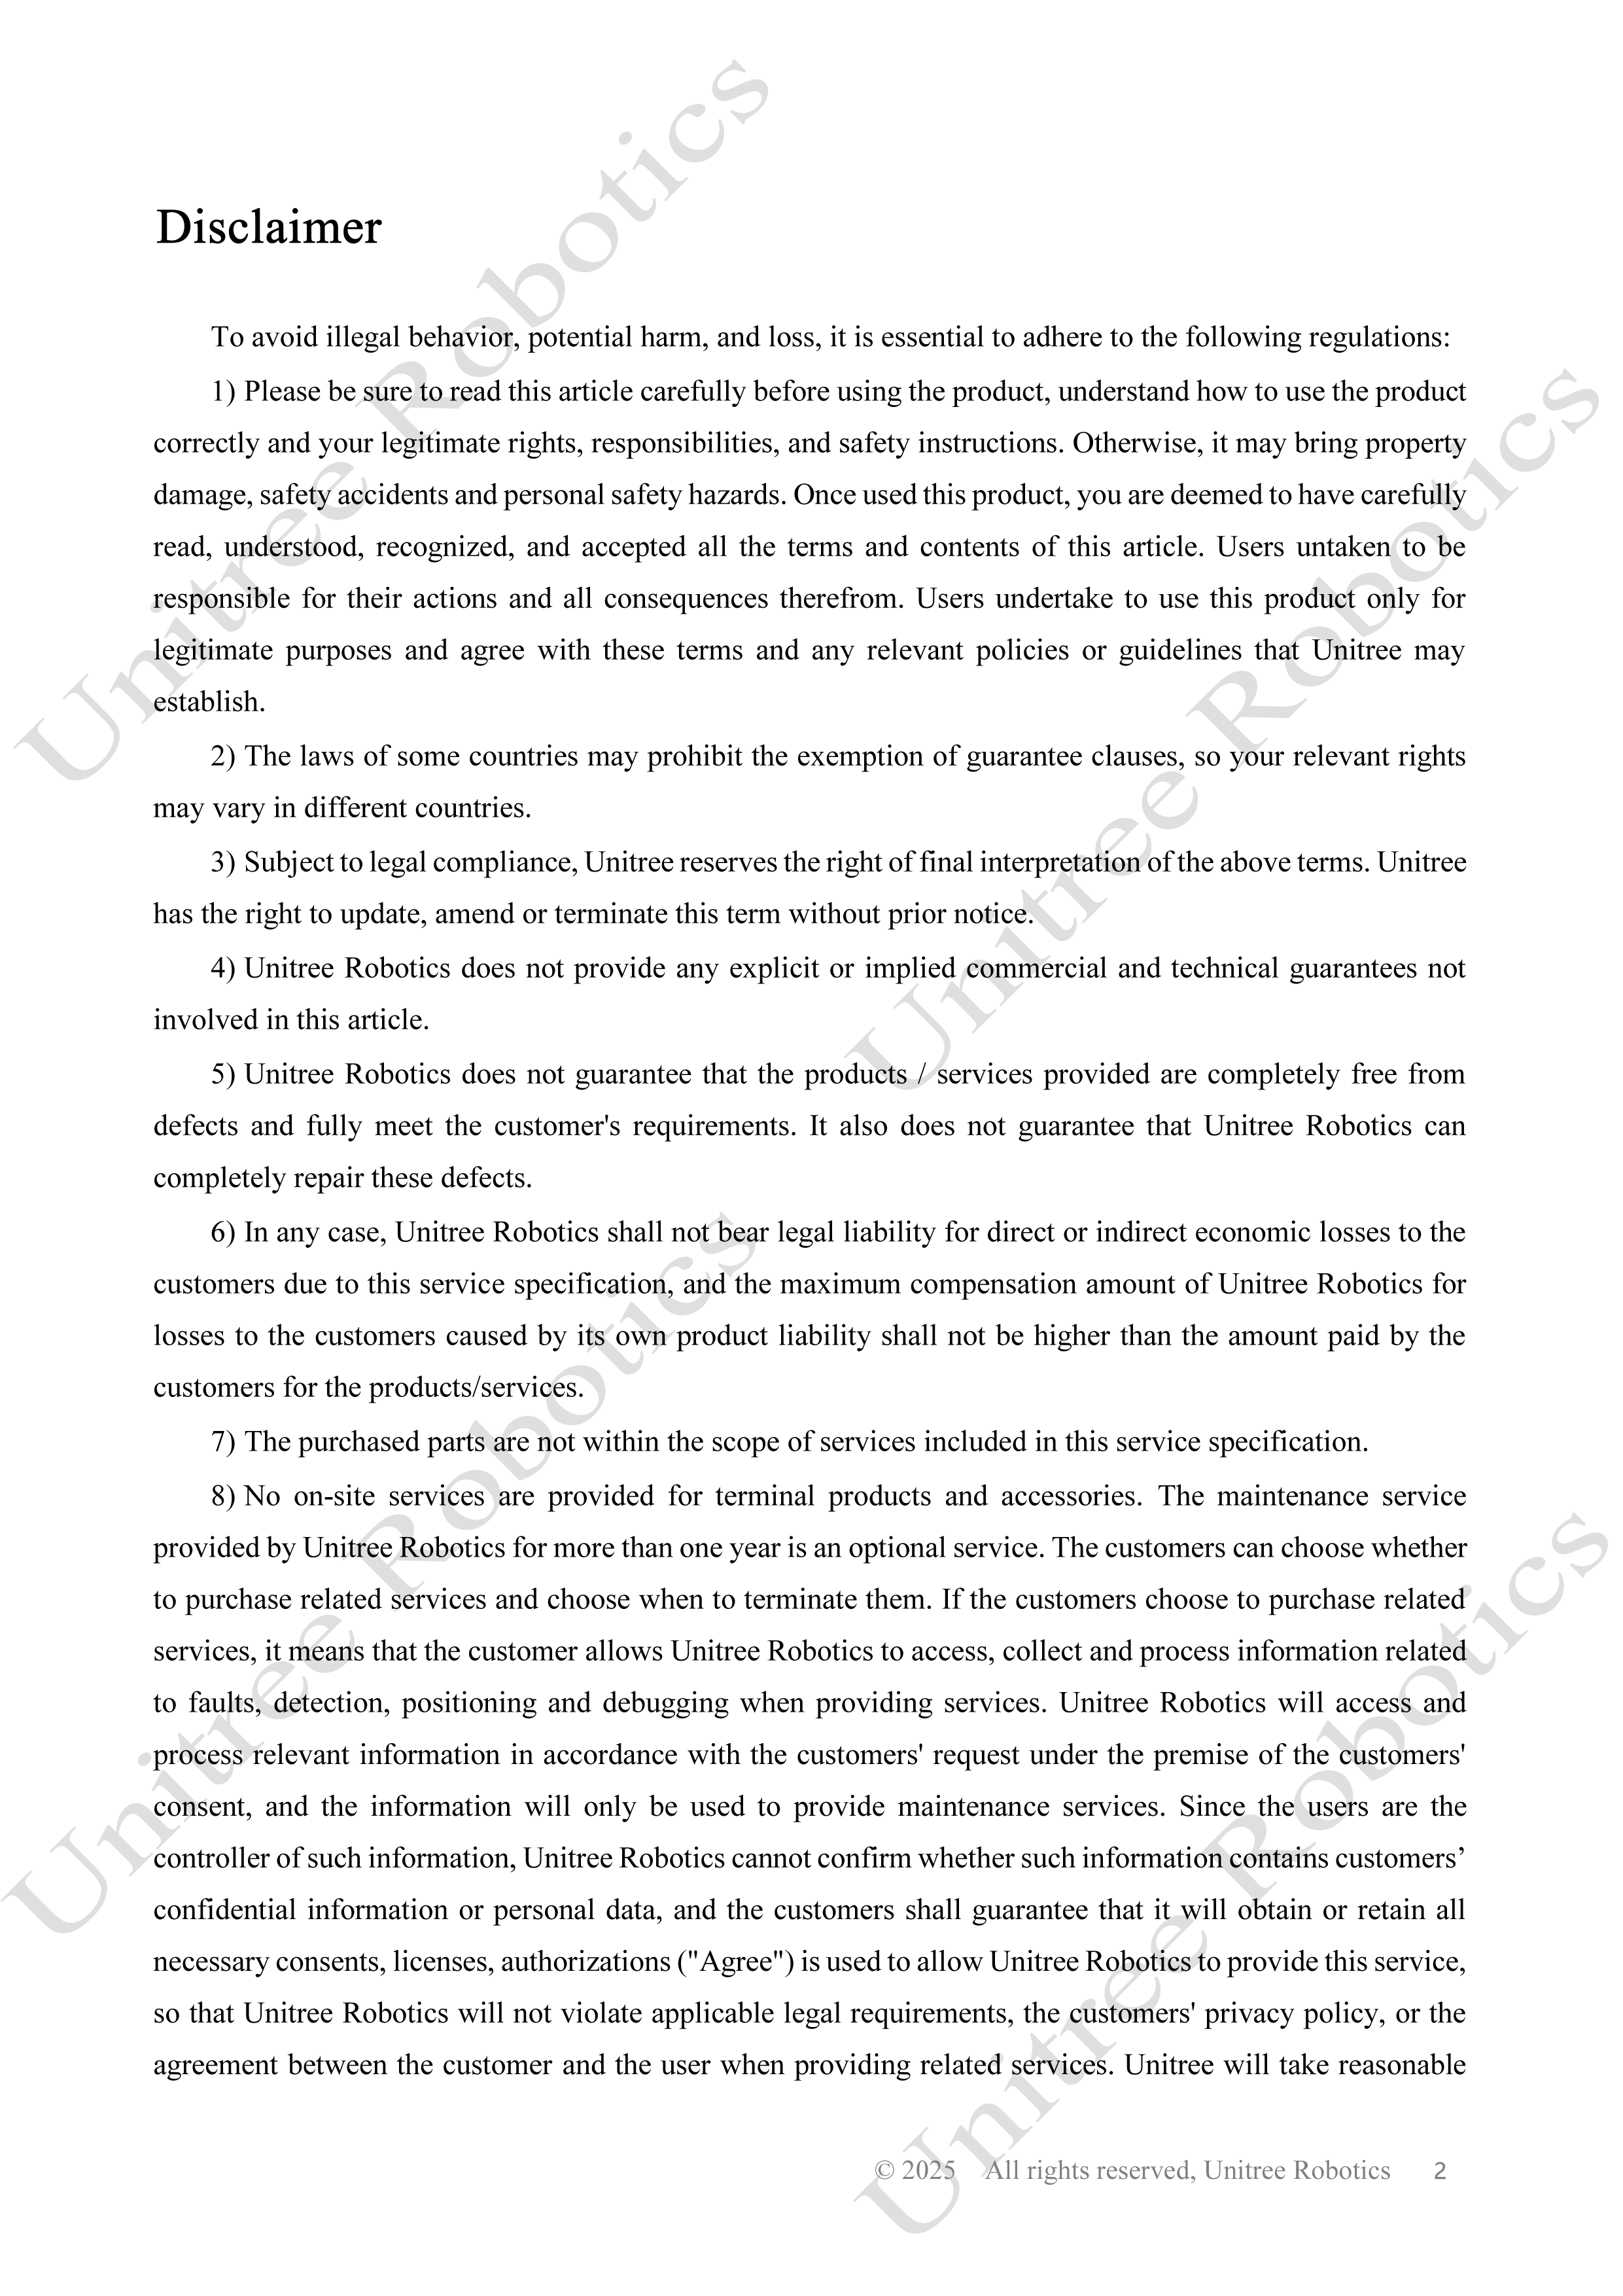 Disclaimer
To avoid illegal behavior, potential harm, and loss, it is essential to adhere to the following regulations:
1) Please be sure to read this article carefully before using the product, understand how to use the product
correctly and your legitimate rights, responsibilities, and safety instructions. Otherwise, it may bring property
damage, safety accidents and personal safety hazards. Once used this product, you are deemed to have carefully
read, understood, recognized, and accepted all the terms and contents of this article. Users untaken to be
responsible for their actions and all consequences therefrom. Users undertake to use this product only for
legitimate purposes and agree with these terms and any relevant policies or guidelines that Unitree may
establish.
2) The laws of some countries may prohibit the exemption of guarantee clauses, so your relevant rights
may vary in different countries.
3) Subject to legal compliance, Unitree reserves the right of final interpretation of the above terms. Unitree
has the right to update, amend or terminate this term without prior notice.
4) Unitree Robotics does not provide any explicit or implied commercial and technical guarantees not
involved in this article.
5) Unitree Robotics does not guarantee that the products / services provided are completely free from
defects and fully meet the customer's requirements. It also does not guarantee that Unitree Robotics can
completely repair these defects.
6) In any case, Unitree Robotics shall not bear legal liability for direct or indirect economic losses to the
customers due to this service specification, and the maximum compensation amount of Unitree Robotics for
losses to the customers caused by its own product liability shall not be higher than the amount paid by the
customers for the products/services.
7) The purchased parts are not within the scope of services included in this service specification.
8) No on-site services are provided for terminal products and accessories. The maintenance service
provided by Unitree Robotics for more than one year is an optional service. The customers can choose whether
to purchase related services and choose when to terminate them. If the customers choose to purchase related
services, it means that the customer allows Unitree Robotics to access, collect and process information related
to faults, detection, positioning and debugging when providing services. Unitree Robotics will access and
process relevant information in accordance with the customers' request under the premise of the customers'
consent, and the information will only be used to provide maintenance services. Since the users are the
controller of such information, Unitree Robotics cannot confirm whether such information contains customers’
confidential information or personal data, and the customers shall guarantee that it will obtain or retain all
necessary consents, licenses, authorizations ("Agree") is used to allow Unitree Robotics to provide this service,
so that Unitree Robotics will not violate applicable legal requirements, the customers' privacy policy, or the
agreement between the customer and the user when providing related services. Unitree will take reasonable
© 2025 All rights reserved, Unitree Robotics 2
Unitree Robotics
Unitree Robotics
Unitree Robotics
Unitree Robotics